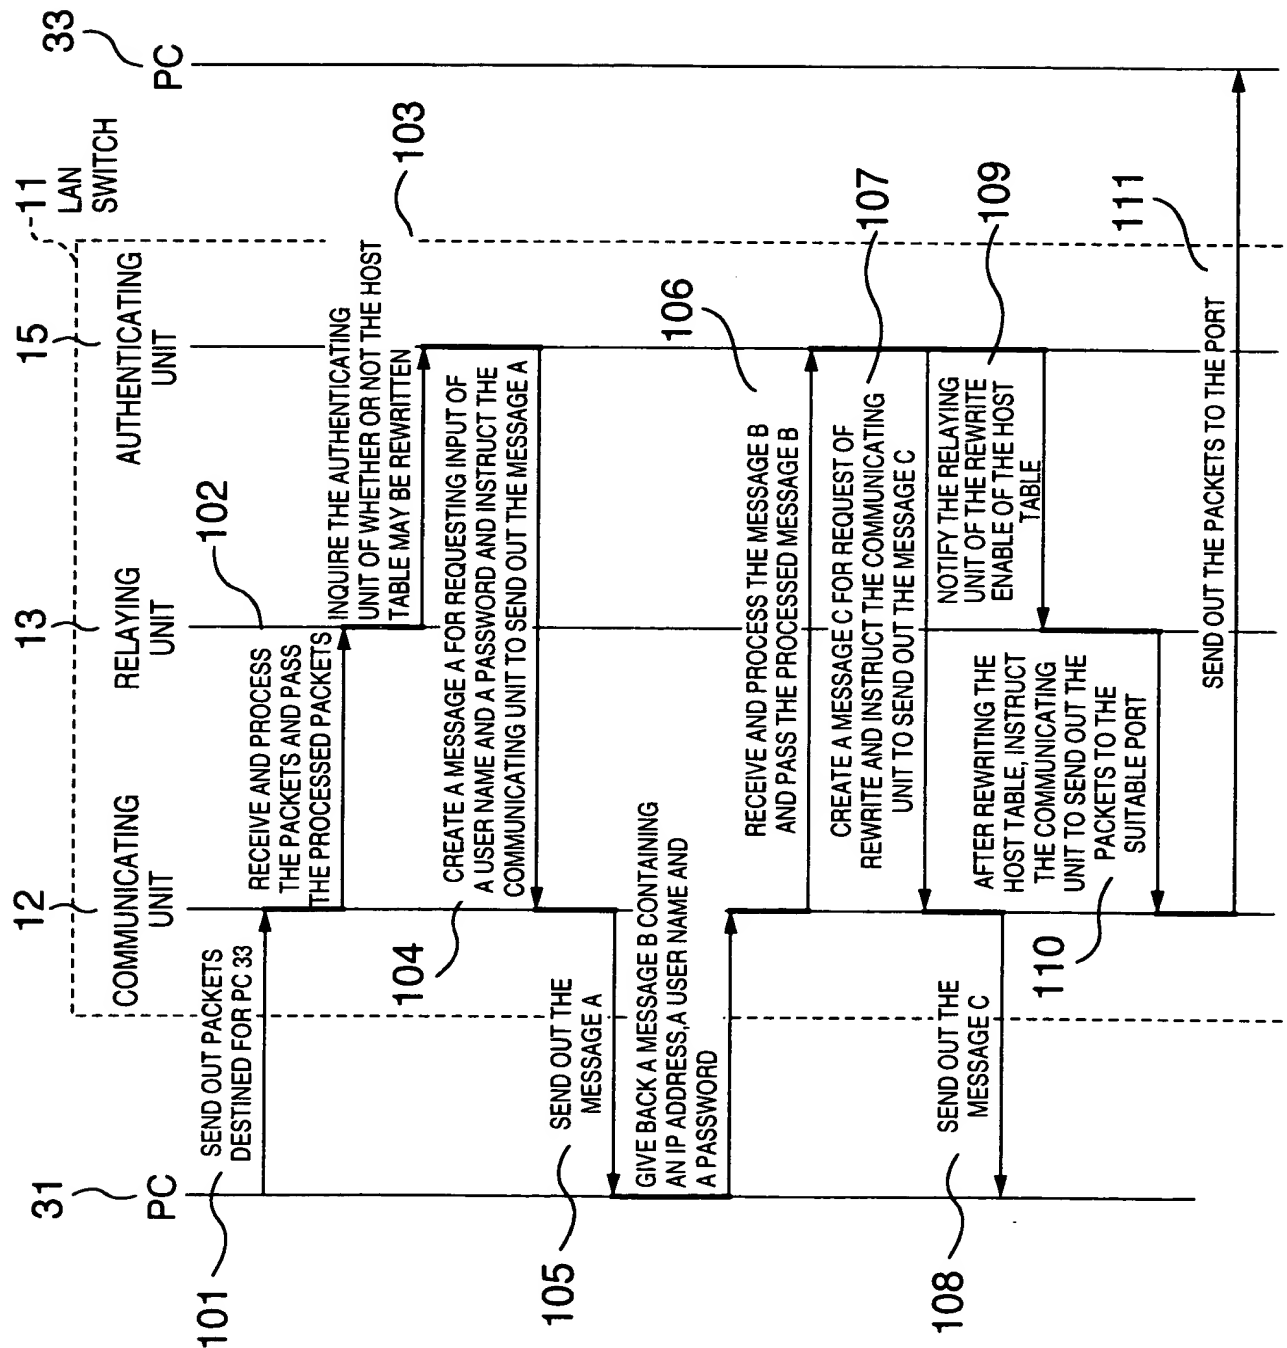 11
LAN
SWITCH
31
PC
12
COMMUNICATING
UNIT
13
RELAYING
UNIT
15
AUTHENTICATING
UNIT
33
PC
101
SEND OUT PACKETS
DESTINED FOR PC 33
102
RECEIVE AND PROCESS
THE PACKETS AND PASS
THE PROCESSED PACKETS
103
INQUIRE THE AUTHENTICATING
UNIT OF WHETHER OR NOT THE HOST
TABLE MAY BE REWRITTEN
104
CREATE A MESSAGE A FOR REQUESTING INPUT OF
A USER NAME AND A PASSWORD AND INSTRUCT THE
COMMUNICATING UNIT TO SEND OUT THE MESSAGE A
105
SEND OUT THE
MESSAGE A
GIVE BACK A MESSAGE B CONTAINING
AN IP ADDRESS,A USER NAME AND
A PASSWORD
106
RECEIVE AND PROCESS THE MESSAGE B
AND PASS THE PROCESSED MESSAGE B
107
CREATE A MESSAGE C FOR REQUEST OF
REWRITE AND INSTRUCT THE COMMUNICATING
UNIT TO SEND OUT THE MESSAGE C
108
SEND OUT THE
MESSAGE C
109
NOTIFY THE RELAYING
UNIT OF THE REWRITE
ENABLE OF THE HOST
TABLE
110
AFTER REWRITING THE
HOST TABLE, INSTRUCT
THE COMMUNICATING
UNIT TO SEND OUT THE
PACKETS TO THE
SUITABLE PORT
111
SEND OUT THE PACKETS TO THE PORT